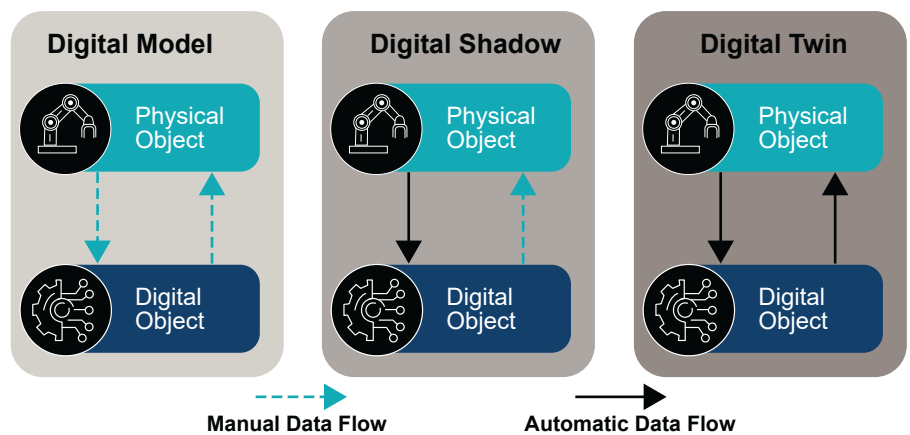 Digital Model
Physical
Object
Digital
Object
Digital Shadow
Physical
Object
Digital
Object
Digital Twin
Physical
Object
Digital
Object
Manual Data Flow
Automatic Data Flow